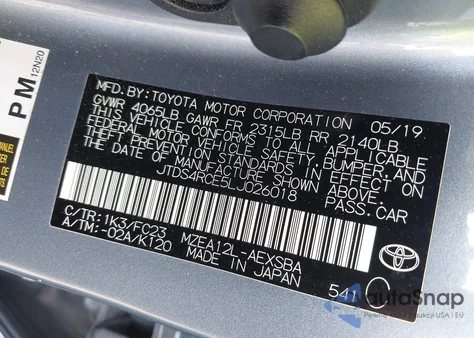 PM
12N20
MFD. BY: TOYOTA MOTOR CORPORATION 05/19
GVWR 4065LB GAWR FR 2315LB RR 2140LB
THIS VEHICLE CONFORMS TO ALL APPLICABLE
FEDERAL MOTOR VEHICLE SAFETY, BUMPER, AND
THEFT PREVENTION STANDARDS IN EFFECT ON
THE DATE OF MANUFACTURE SHOWN ABOVE.
JTDS4RCE5LJ026018 PASS. CAR
C/TR: 1K3/FC23 MZEA12L-AEXSBA
A/TM: -02A/K120 MADE IN JAPAN
541
autoSnap